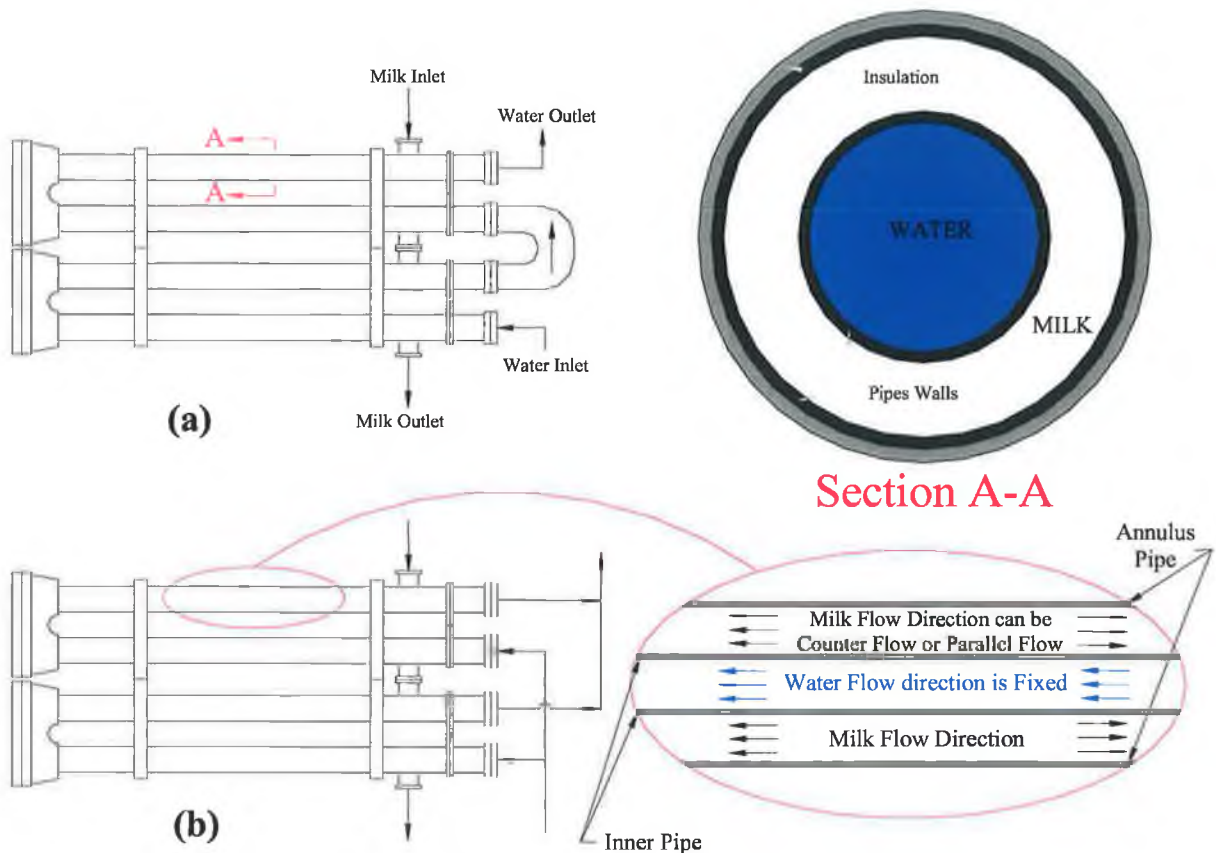 Milk Inlet
Water Outlet
A
A
Water Inlet
Milk Outlet
(a)
Insulation
WATER
MILK
Pipes Walls
Section A-A
Annulus
Pipe
Milk Flow Direction can be
Counter Flow or Parallel Flow
Water Flow direction is Fixed
Milk Flow Direction
Inner Pipe
(b)